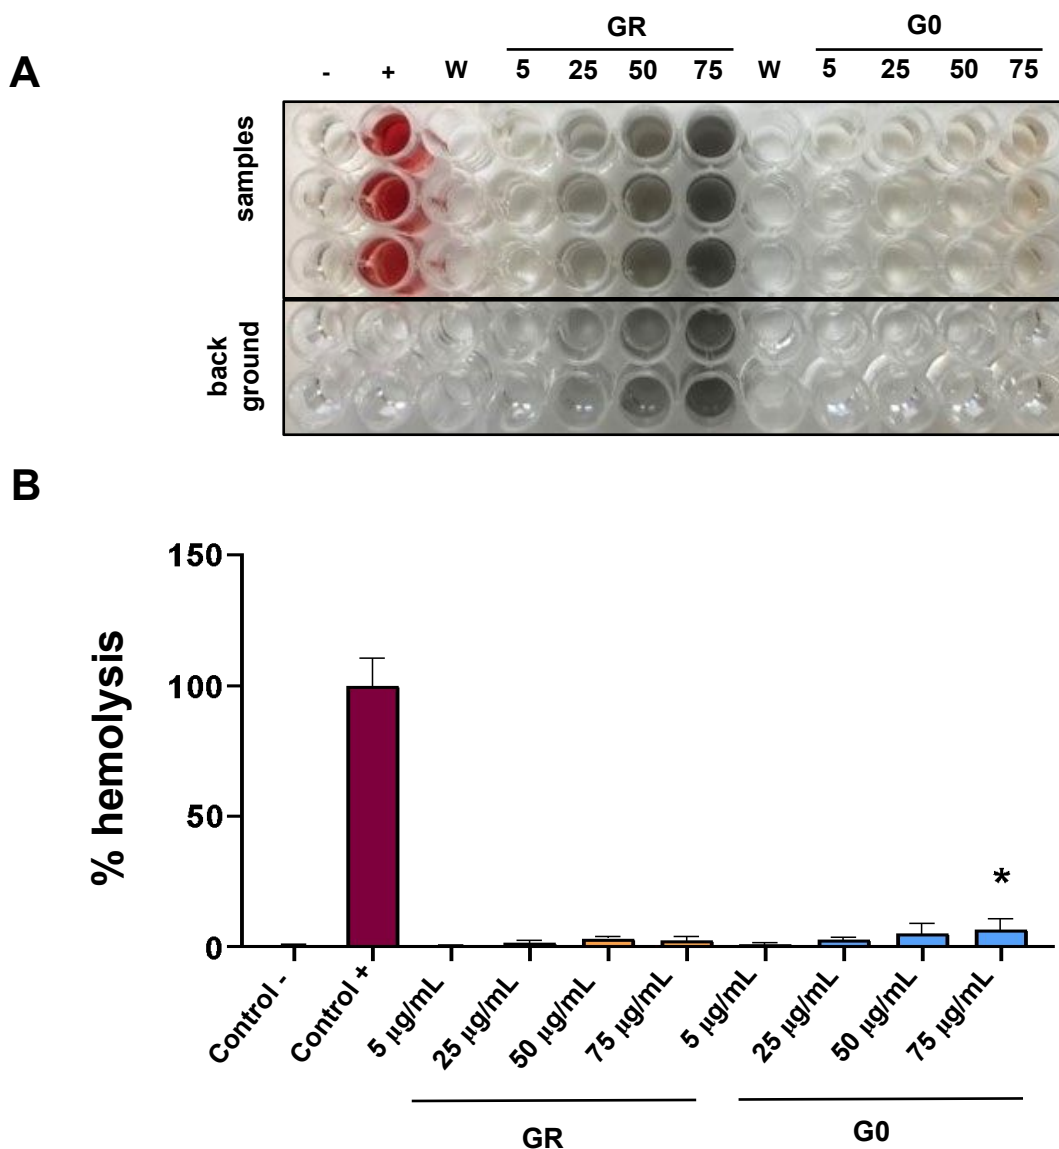 GR G0
A - + W 5 25 50 75 W 5 25 50 75
samples
back
ground
B
150
100
50
0
% hemolysis
*
Control - Control + 5 µg/mL 25 µg/mL 50 µg/mL 75 µg/mL 5 µg/mL 25 µg/mL 50 µg/mL 75 µg/mL
GR G0